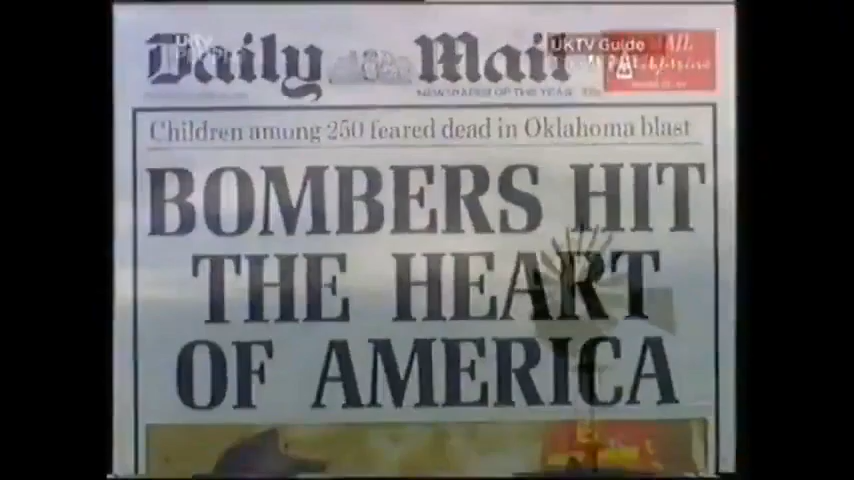 Daily Mail
UKTV Guide
NEWSPAPER OF THE YEAR
Children among 250 feared dead in Oklahoma blast
BOMBERS HIT
THE HEART
OF AMERICA